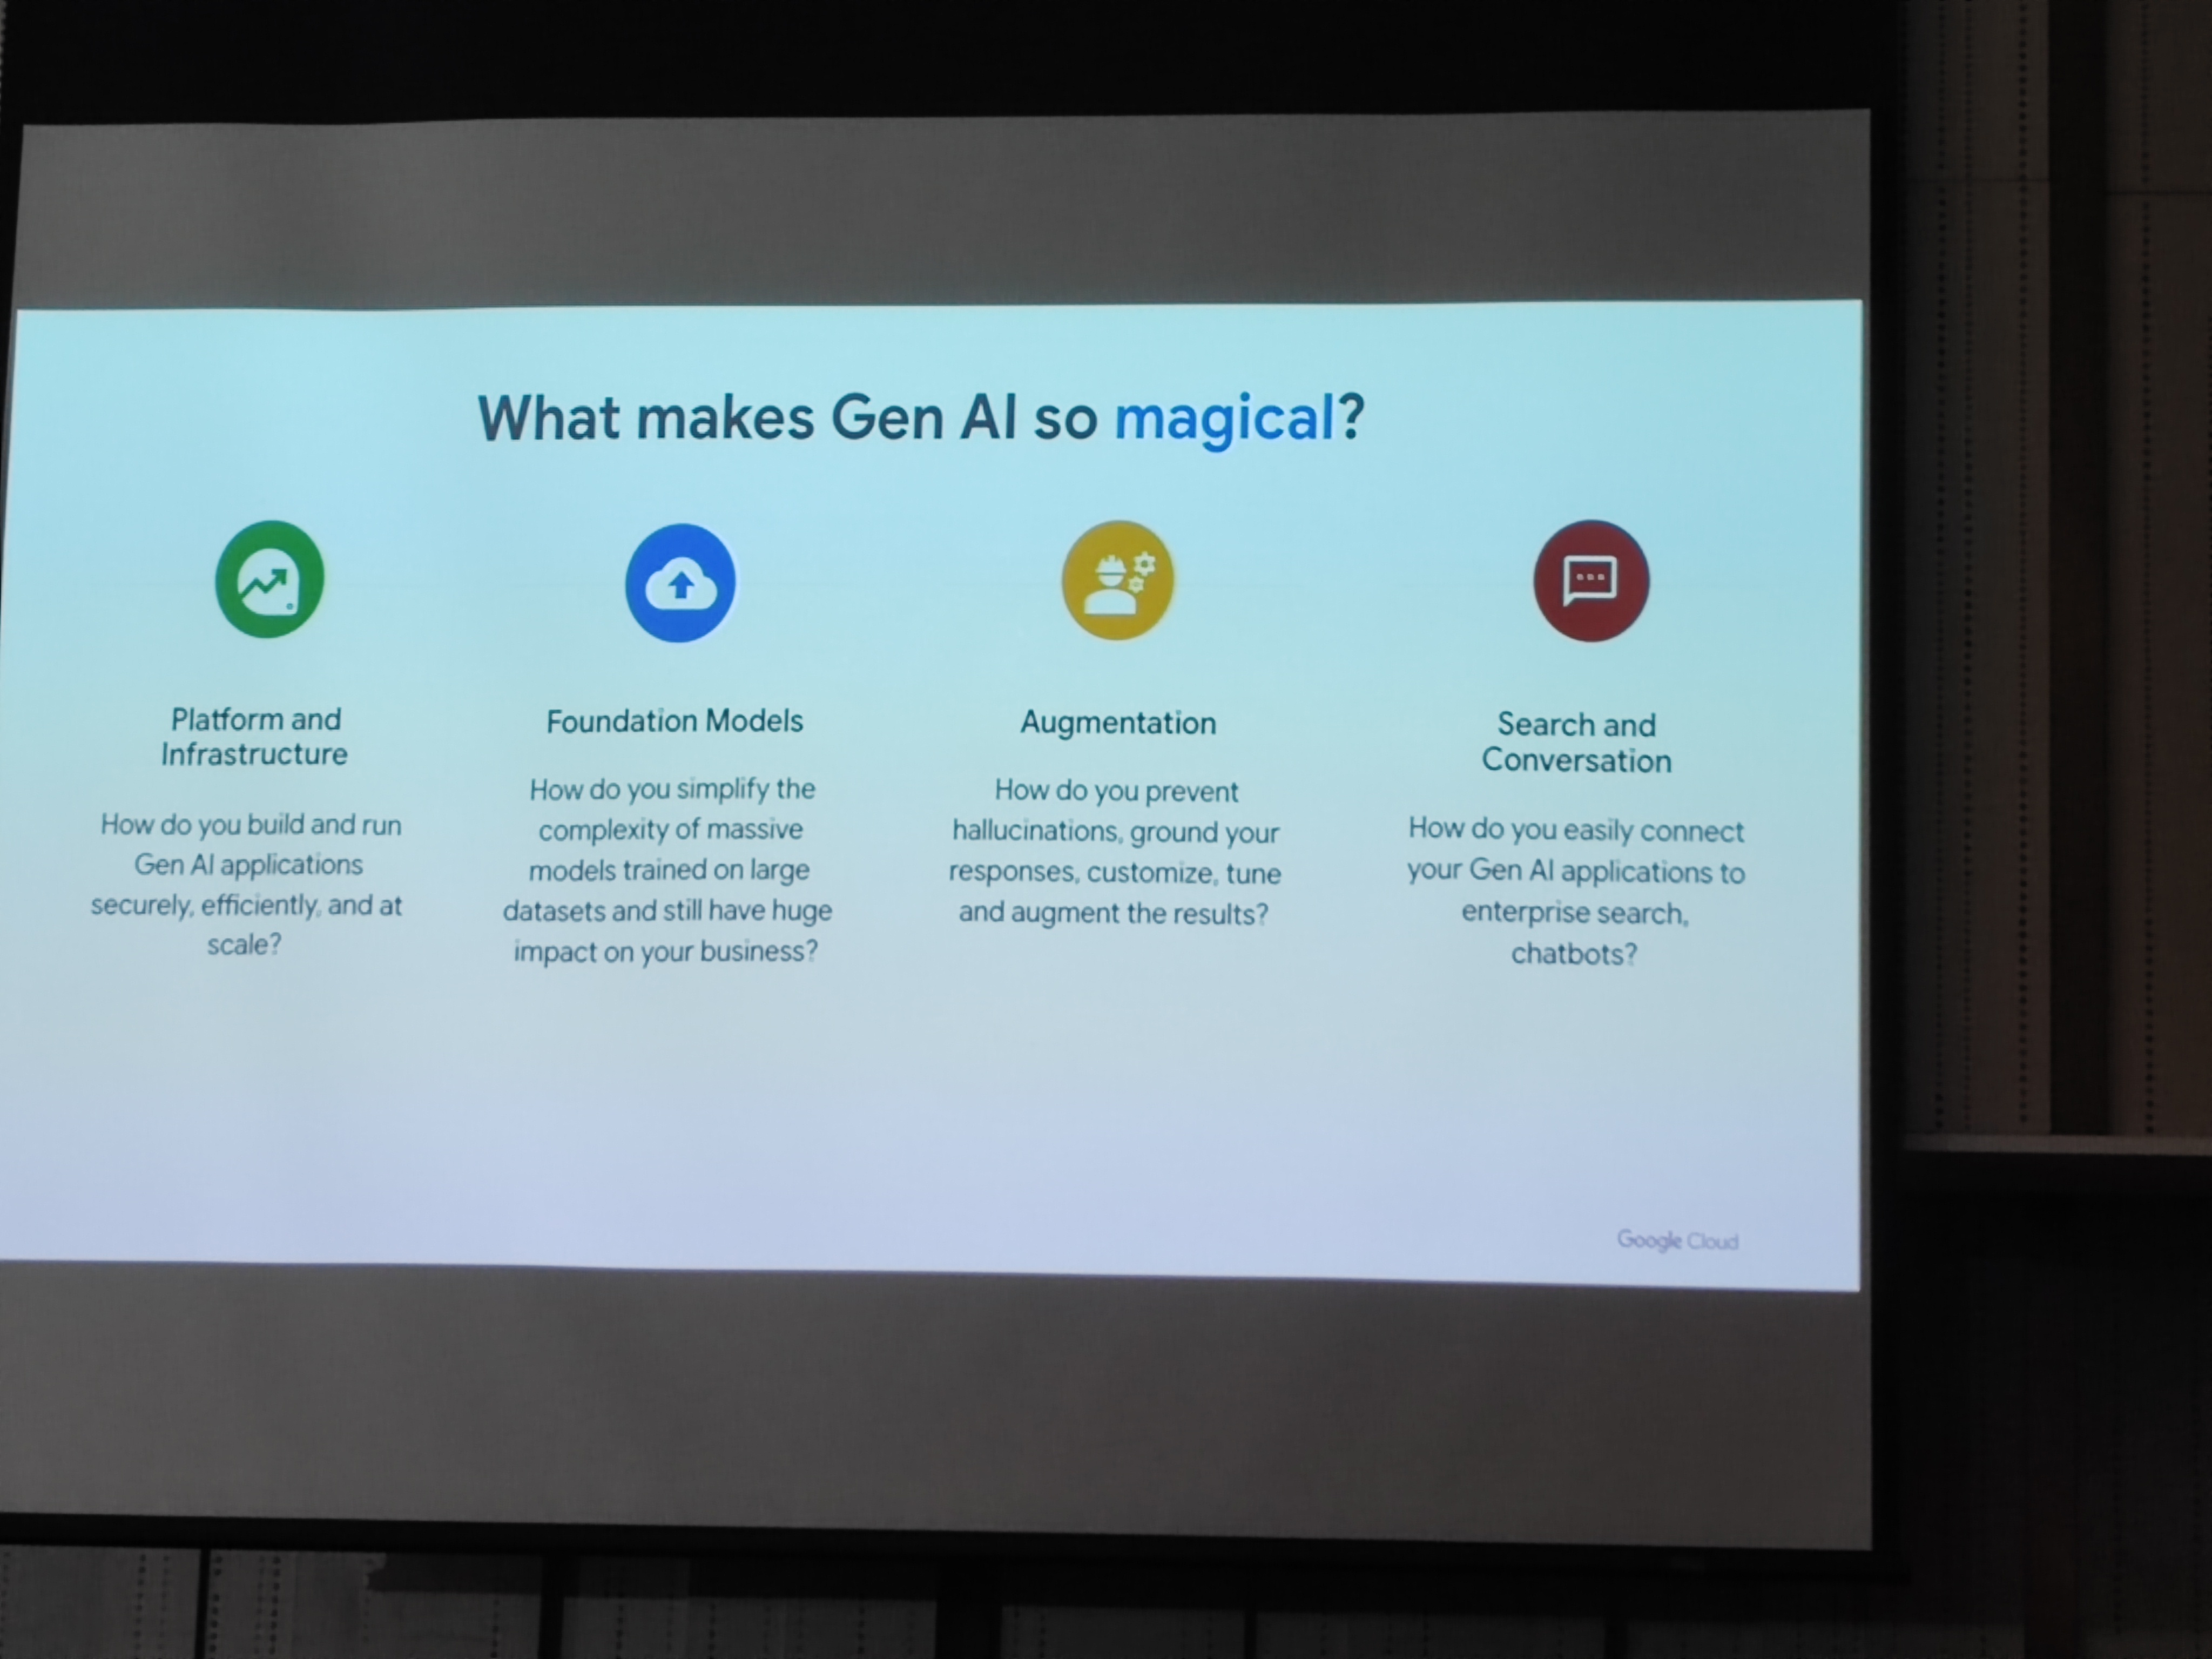 What makes Gen AI so magical?
Platform and
Infrastructure
How do you build and run
Gen AI applications
securely, efficiently, and at
scale?
Foundation Models
How do you simplify the
complexity of massive
models trained on large
datasets and still have huge
impact on your business?
Augmentation
How do you prevent
hallucinations, ground your
responses, customize, tune
and augment the results?
Search and
Conversation
How do you easily connect
your Gen AI applications to
enterprise search,
chatbots?
Google Cloud